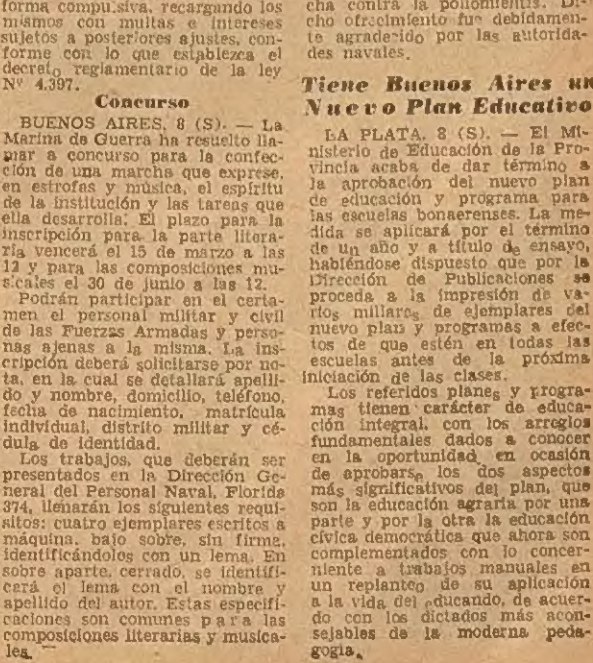 forma compulsiva, recargando los
mismos con multas e intereses
sujetos a posteriores ajustes, con-
forme con lo que establezca el
decreto reglamentario de la ley
Nº 4.397.
Concurso
BUENOS AIRES, 8 (S). — La
Marina de Guerra ha resuelto lla-
mar a concurso para la confec-
ción de una marcha que exprese,
en estrofas y música, el espíritu
de la institución y las tareas que
ella desarrolla. El plazo para la
inscripción para la parte litera-
ria vencerá el 15 de marzo a las
12 y para las composiciones mu-
sicales el 30 de junio a las 12.
Podrán participar en el certa-
men el personal militar y civil
de las Fuerzas Armadas y perso-
nas ajenas a la misma. La ins-
cripción deberá solicitarse por no-
ta, en la cual se detallará apelli-
do y nombre, domicilio, teléfono,
fecha de nacimiento, matrícula
individual, distrito militar y cé-
dula de identidad.
Los trabajos, que deberán ser
presentados en la Dirección Ge-
neral del Personal Naval, Florida
374, llenarán los siguientes requi-
sitos: cuatro ejemplares escritos a
máquina, bajo sobre, sin firma,
identificándolos con un lema. En
sobre aparte, cerrado, se identifi-
cará el lema con el nombre y
apellido del autor. Estas especifi-
caciones son comunes para las
composiciones literarias y musica-
les.
cha contra la poliomielitis. Di-
cho ofrecimiento fue debidamen-
te agradecido por las autorida-
des navales.
Tiene Buenos Aires un
Nuevo Plan Educativo
LA PLATA, 8 (S). — El Mi-
nisterio de Educación de la Pro-
vincia acaba de dar término a
la aprobación del nuevo plan
de educación y programa para
las escuelas bonaerenses. La me-
dida se aplicará por el término
de un año y a título de ensayo,
habiéndose dispuesto que por la
Dirección de Publicaciones se
proceda a la impresión de va-
rios millares de ejemplares del
nuevo plan y programas a efec-
tos de que estén en todas las
escuelas antes de la próxima
iniciación de las clases.
Los referidos planes y progra-
mas tienen carácter de educa-
ción integral, con los arreglos
fundamentales dados a conocer
en la oportunidad en ocasión
de aprobarse los dos aspectos
más significativos del plan, que
son la educación agraria por una
parte y por la otra la educación
cívica democrática que ahora son
complementados con lo concer-
niente a trabajos manuales en
un replanteo de su aplicación
a la vida del educando, de acuer-
do con los dictados más acon-
sejables de la moderna peda-
gogía.